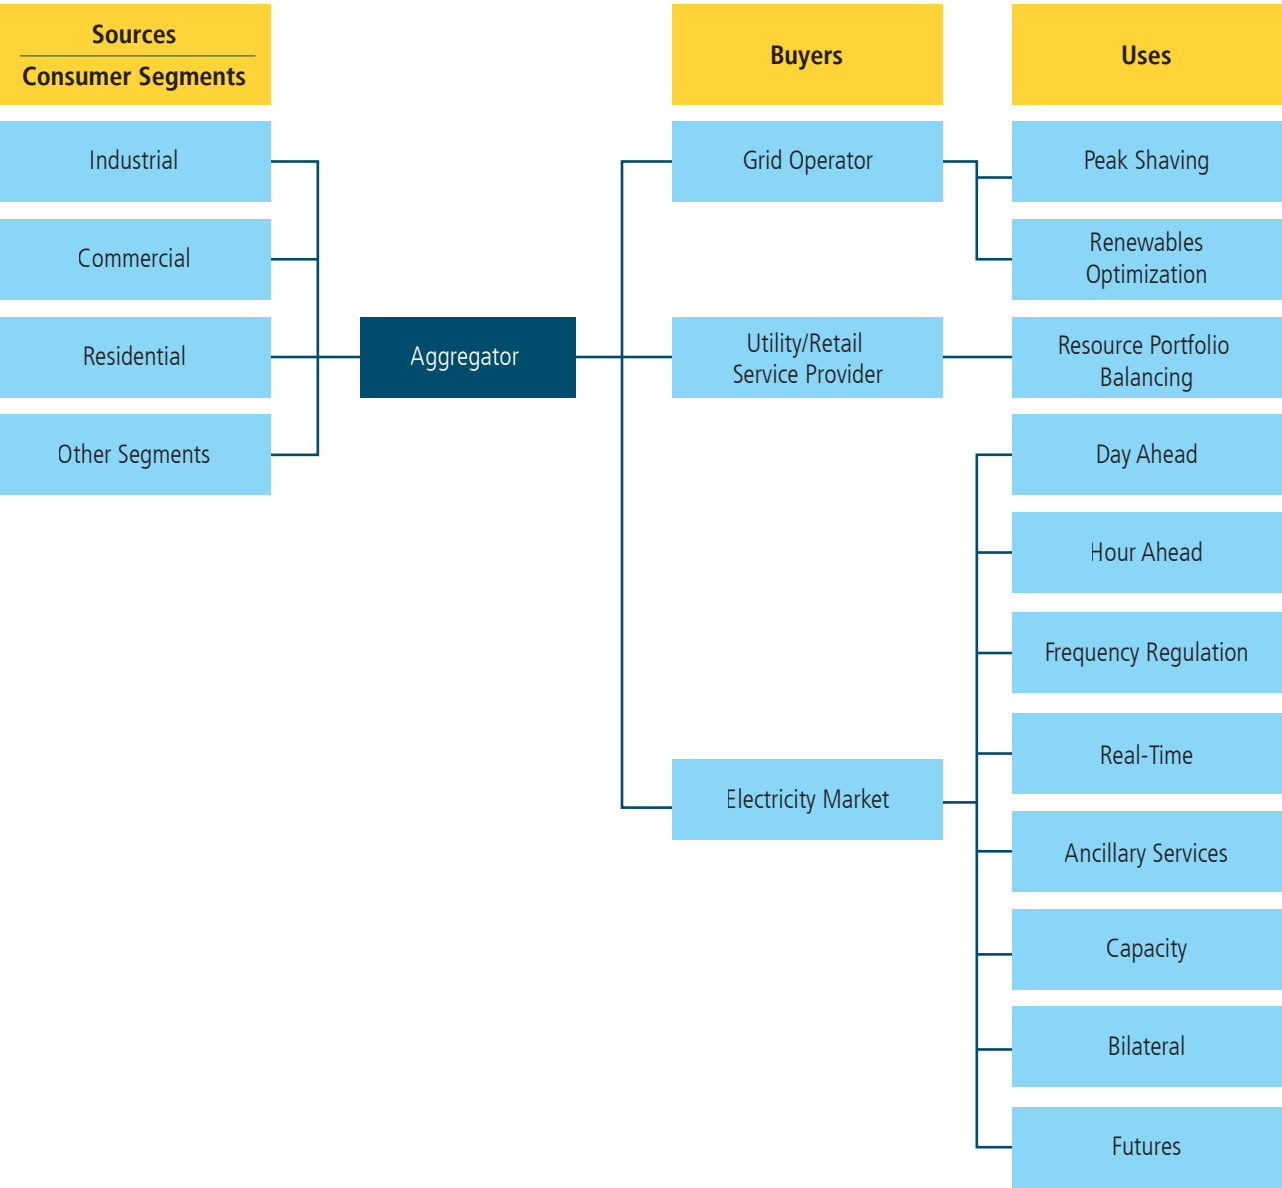 Sources
Consumer Segments
Buyers
Uses
Industrial
Commercial
Residential
Other Segments
Aggregator
Grid Operator
Utility/Retail
Service Provider
Electricity Market
Peak Shaving
Renewables
Optimization
Resource Portfolio
Balancing
Day Ahead
Hour Ahead
Frequency Regulation
Real-Time
Ancillary Services
Capacity
Bilateral
Futures